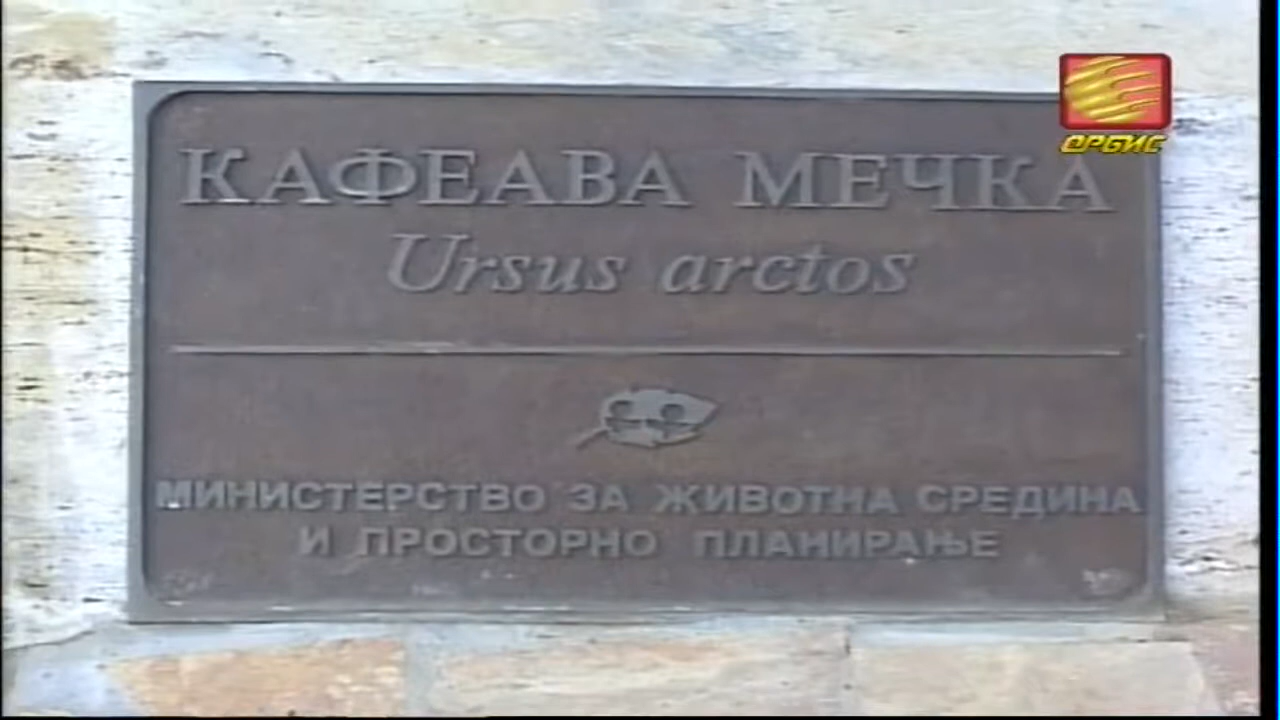 ОРБИС
КАФЕАВА МЕЧКА
Ursus arctos
МИНИСТЕРСТВО ЗА ЖИВОТНА СРЕДИНА
И ПРОСТОРНО ПЛАНИРАЊЕ